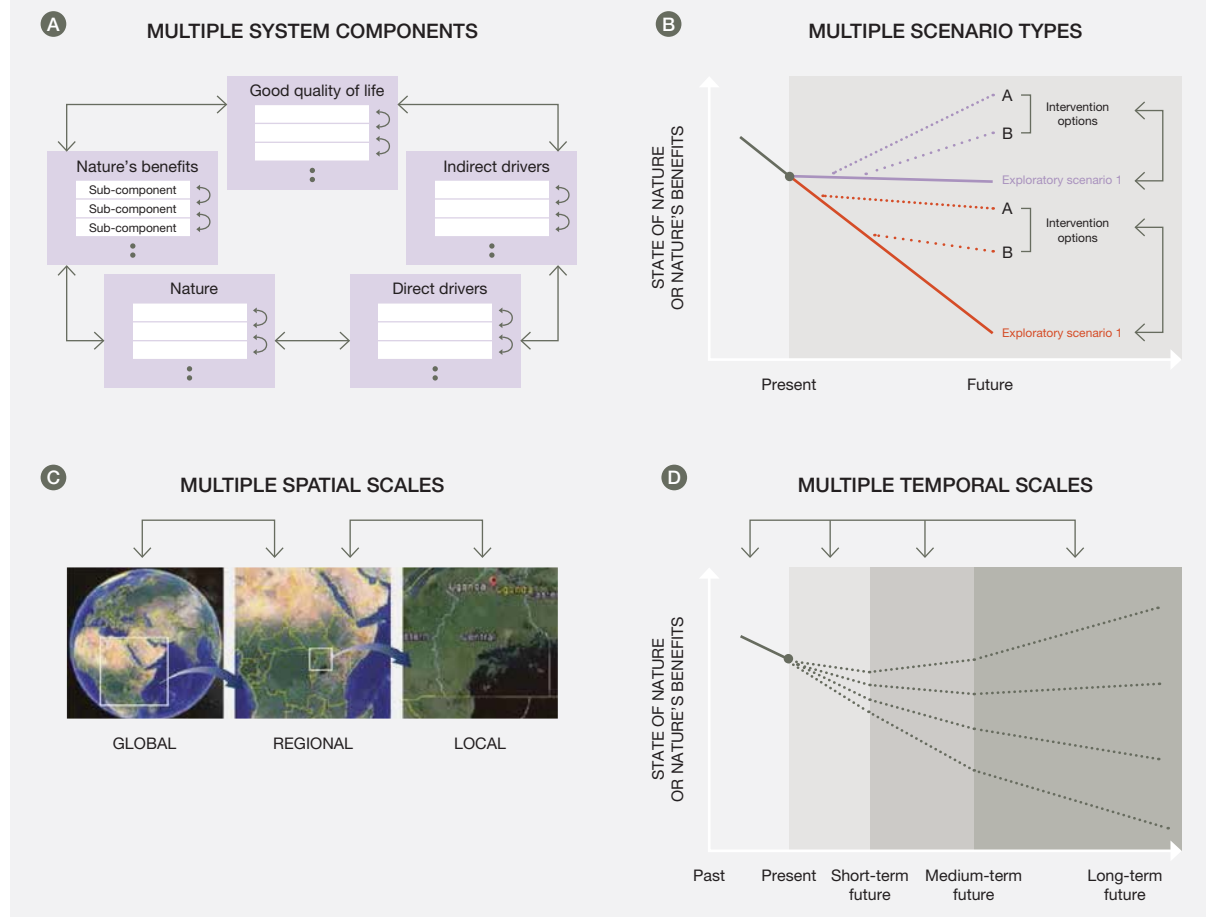 A
MULTIPLE SYSTEM COMPONENTS
Good quality of life
Nature's benefits
Sub-component
Sub-component
Sub-component
Indirect drivers
Nature
Direct drivers
B
MULTIPLE SCENARIO TYPES
STATE OF NATURE
OR NATURE'S BENEFITS
A
B
Intervention
options
Exploratory scenario 1
A
B
Intervention
options
Exploratory scenario 1
Present
Future
C
MULTIPLE SPATIAL SCALES
Uganda
Uganda
Central
GLOBAL
REGIONAL
LOCAL
D
MULTIPLE TEMPORAL SCALES
STATE OF NATURE
OR NATURE'S BENEFITS
Past
Present
Short-term
future
Medium-term
future
Long-term
future